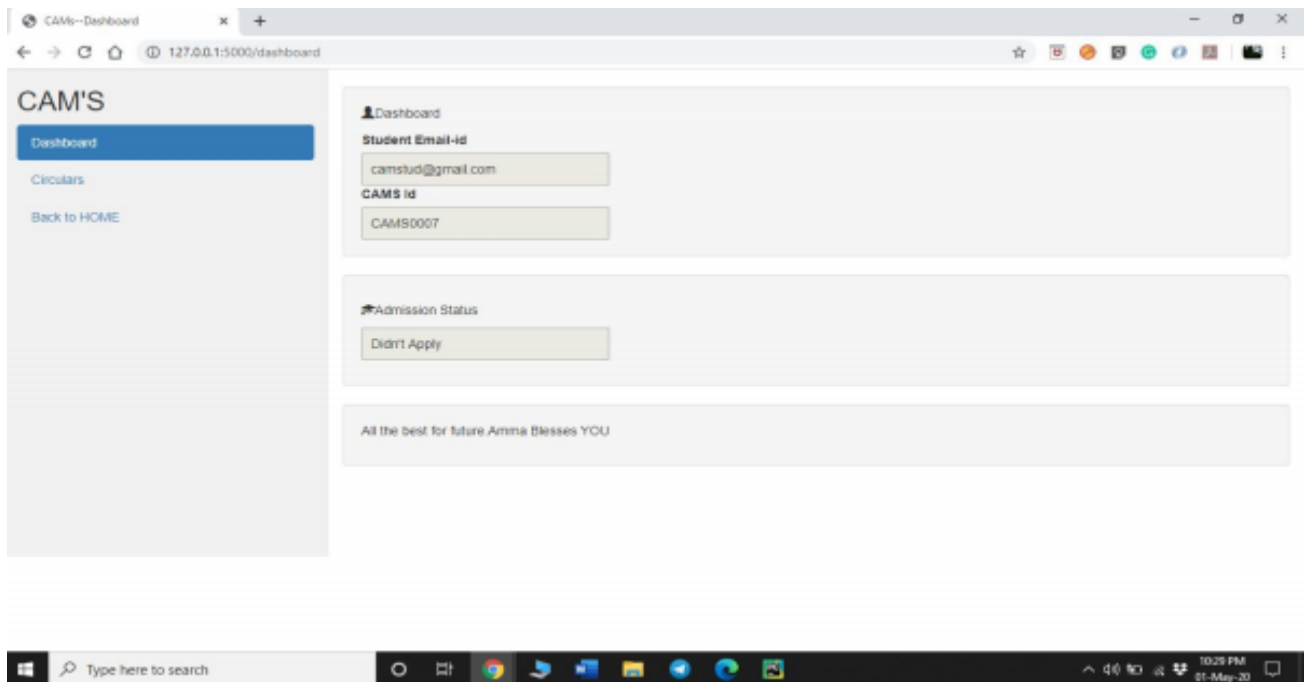 CAMs--Dashboard
127.0.0.1:5000/dashboard
CAM'S
Dashboard
Circulars
Back to HOME
Dashboard
Student Email-id
camstud@gmail.com
CAMS Id
CAMS0007
Admission Status
Didn't Apply
All the best for future.Amma Blesses YOU
Type here to search
10:29 PM
01-May-20